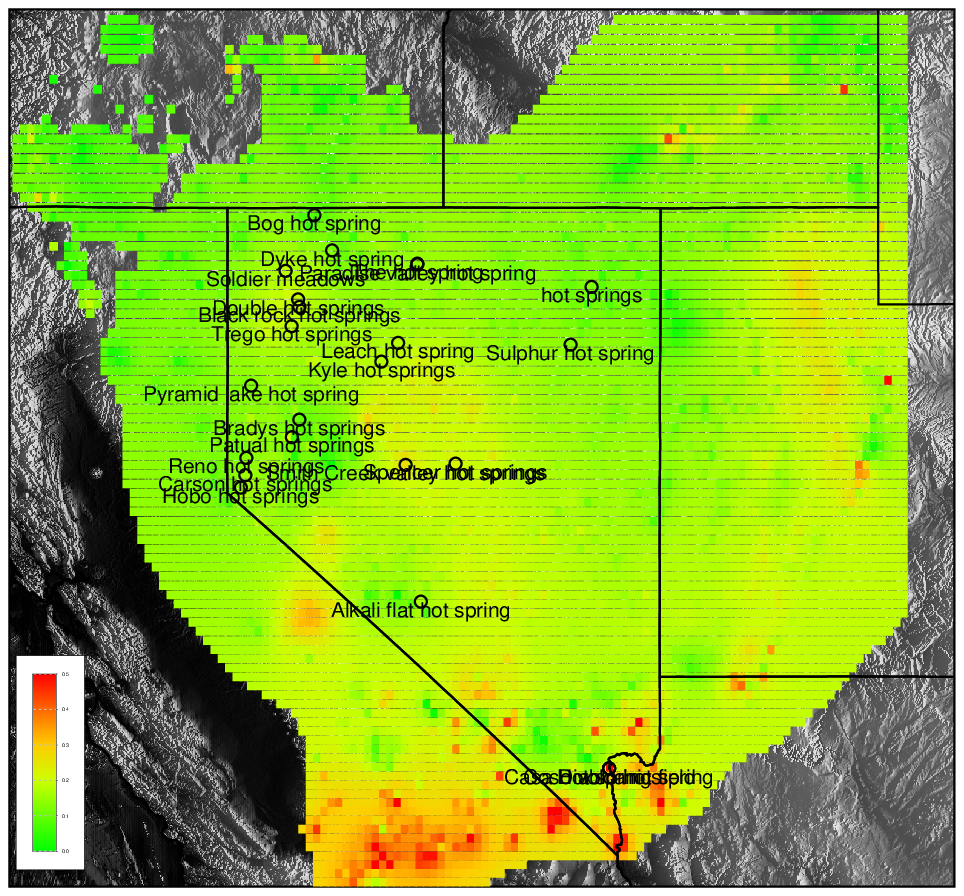 Bog hot spring
Dyke hot spring
Paradise valley hot spring
Soldier meadows
hot springs
Double hot springs
Black rock hot springs
Trego hot springs
Leach hot spring
Sulphur hot spring
Kyle hot springs
Pyramid lake hot spring
Bradys hot springs
Patual hot springs
Reno hot springs
Smith Creek valley hot springs
Spencer hot springs
Carson hot springs
Hobo hot springs
Alkali flat hot spring
0.5
0.4
0.3
0.2
0.1
0.0